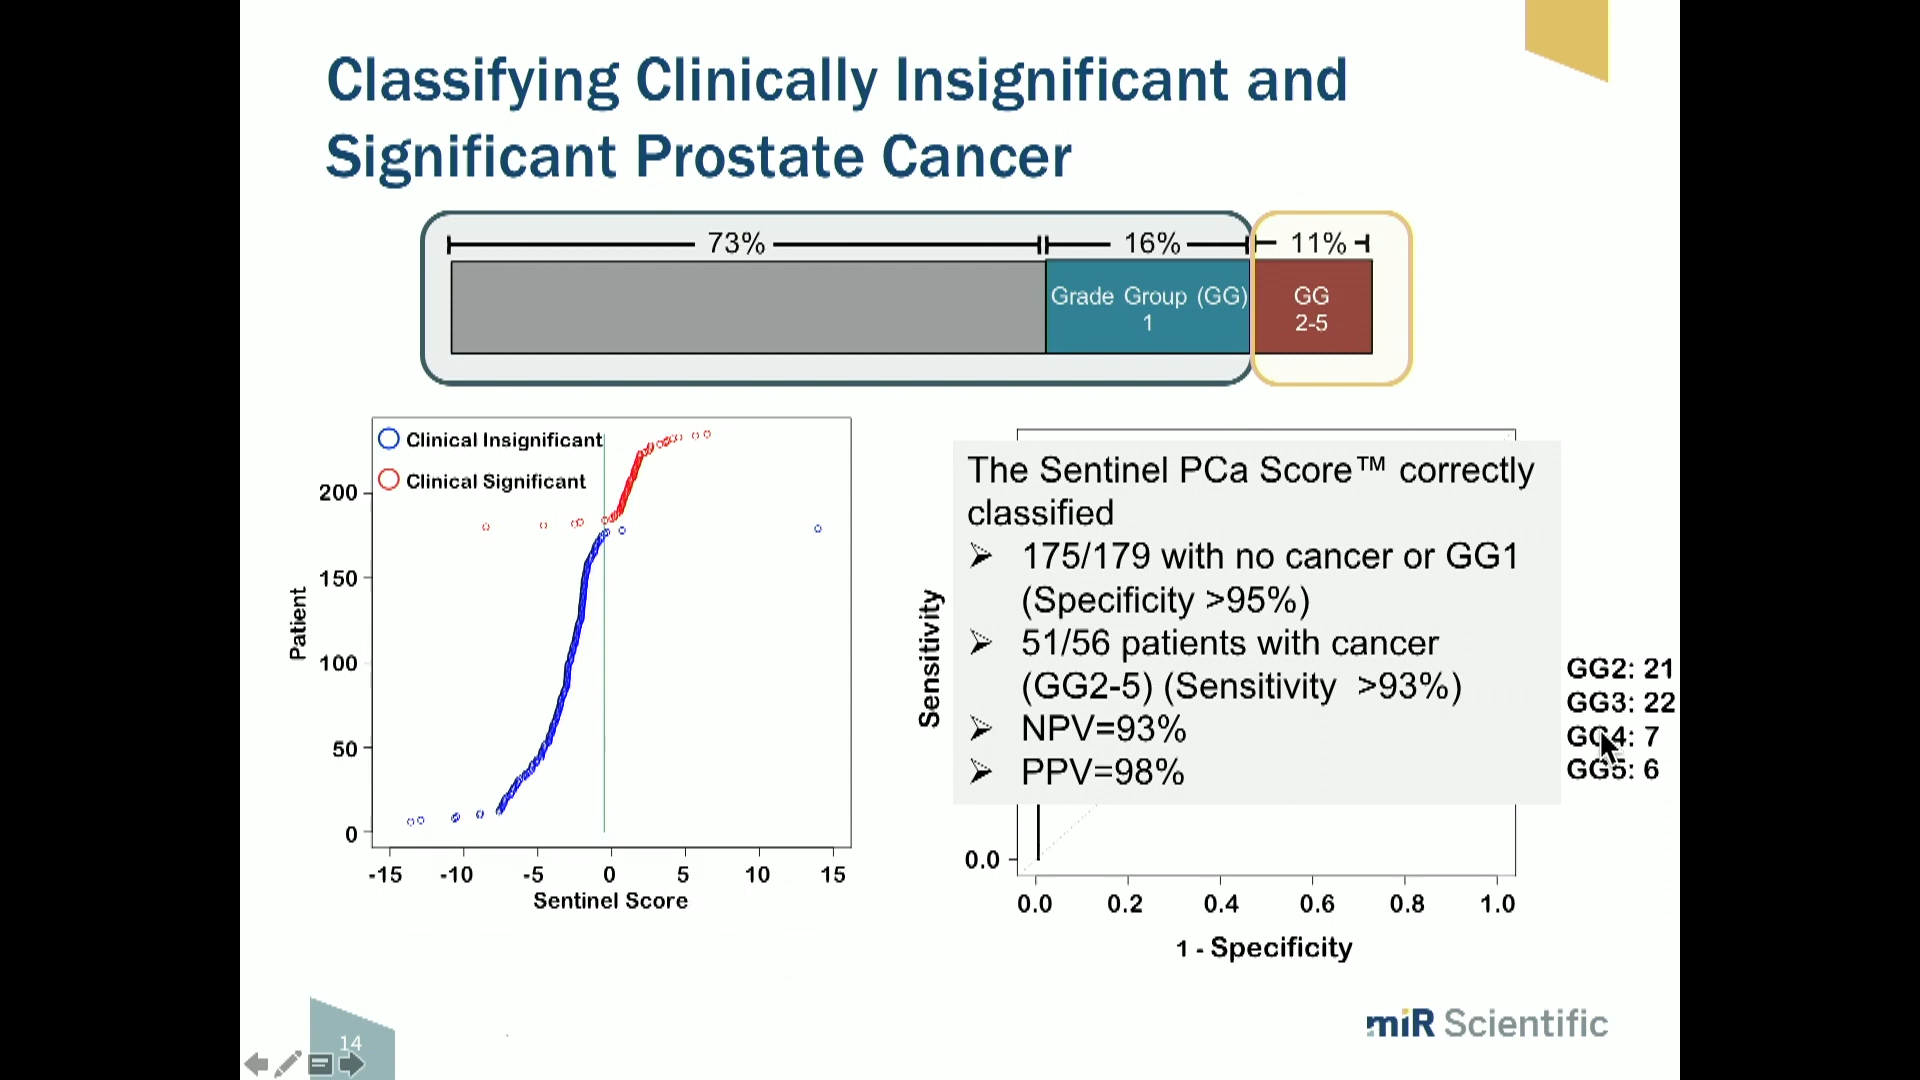 Classifying Clinically Insignificant and
Significant Prostate Cancer
73%
16%
11%
Grade Group (GG)
1
GG
2-5
Clinical Insignificant
Clinical Significant
200
150
100
50
0
Patient
-15 -10 -5 0 5 10 15
Sentinel Score
The Sentinel PCa Score™ correctly
classified
➢ 175/179 with no cancer or GG1
(Specificity >95%)
➢ 51/56 patients with cancer
(GG2-5) (Sensitivity >93%)
➢ NPV=93%
➢ PPV=98%
Sensitivity
0.0
0.0 0.2 0.4 0.6 0.8 1.0
1 - Specificity
GG2: 21
GG3: 22
GG4: 7
GG5: 6
14
miR Scientific